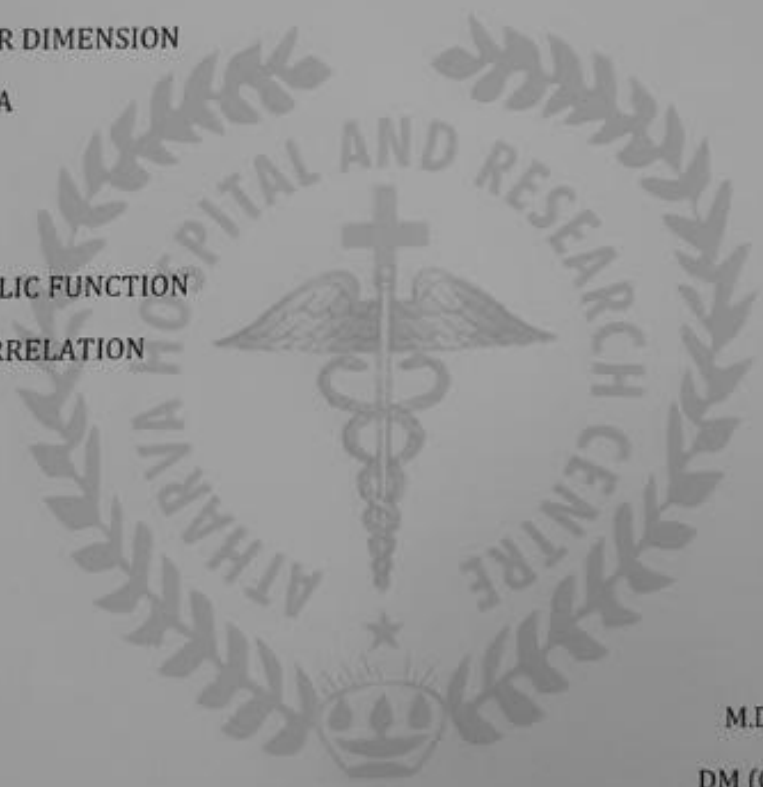 R DIMENSION
A
LIC FUNCTION
RRELATION
ATHARVA HOSPITAL AND RESEARCH CENTRE
M.D
DM (